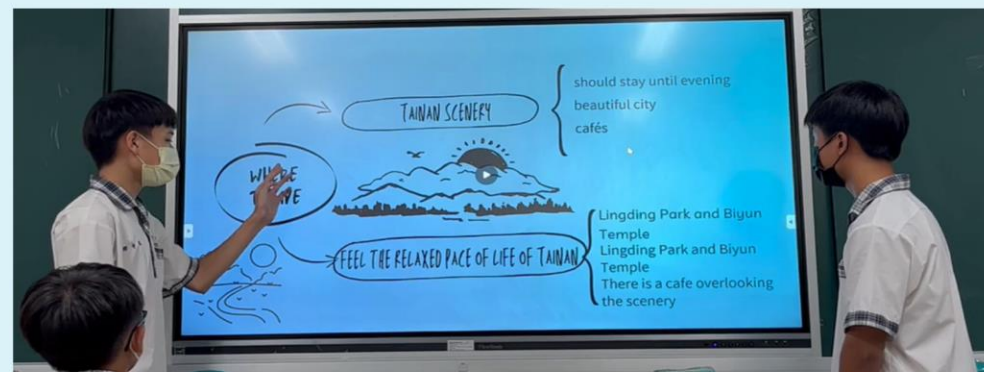 TAINAN SCENERY
should stay until evening
beautiful city
cafés
FEEL THE RELAXED PACE OF LIFE OF TAINAN
Lingding Park and Biyun
Temple
Lingding Park and Biyun
Temple
There is a cafe overlooking
the scenery